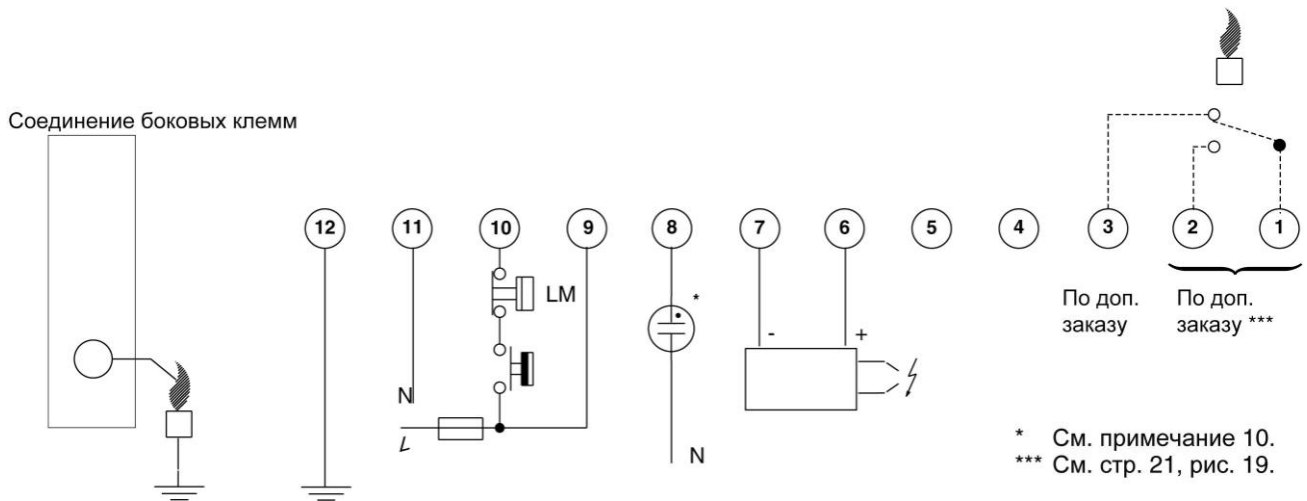 Соединение боковых клемм
12 11 10 9 8 7 6 5 4 3 2 1
LM
*
- +
По доп.
заказу
По доп.
заказу ***
N
L
N
* См. примечание 10.
*** См. стр. 21, рис. 19.